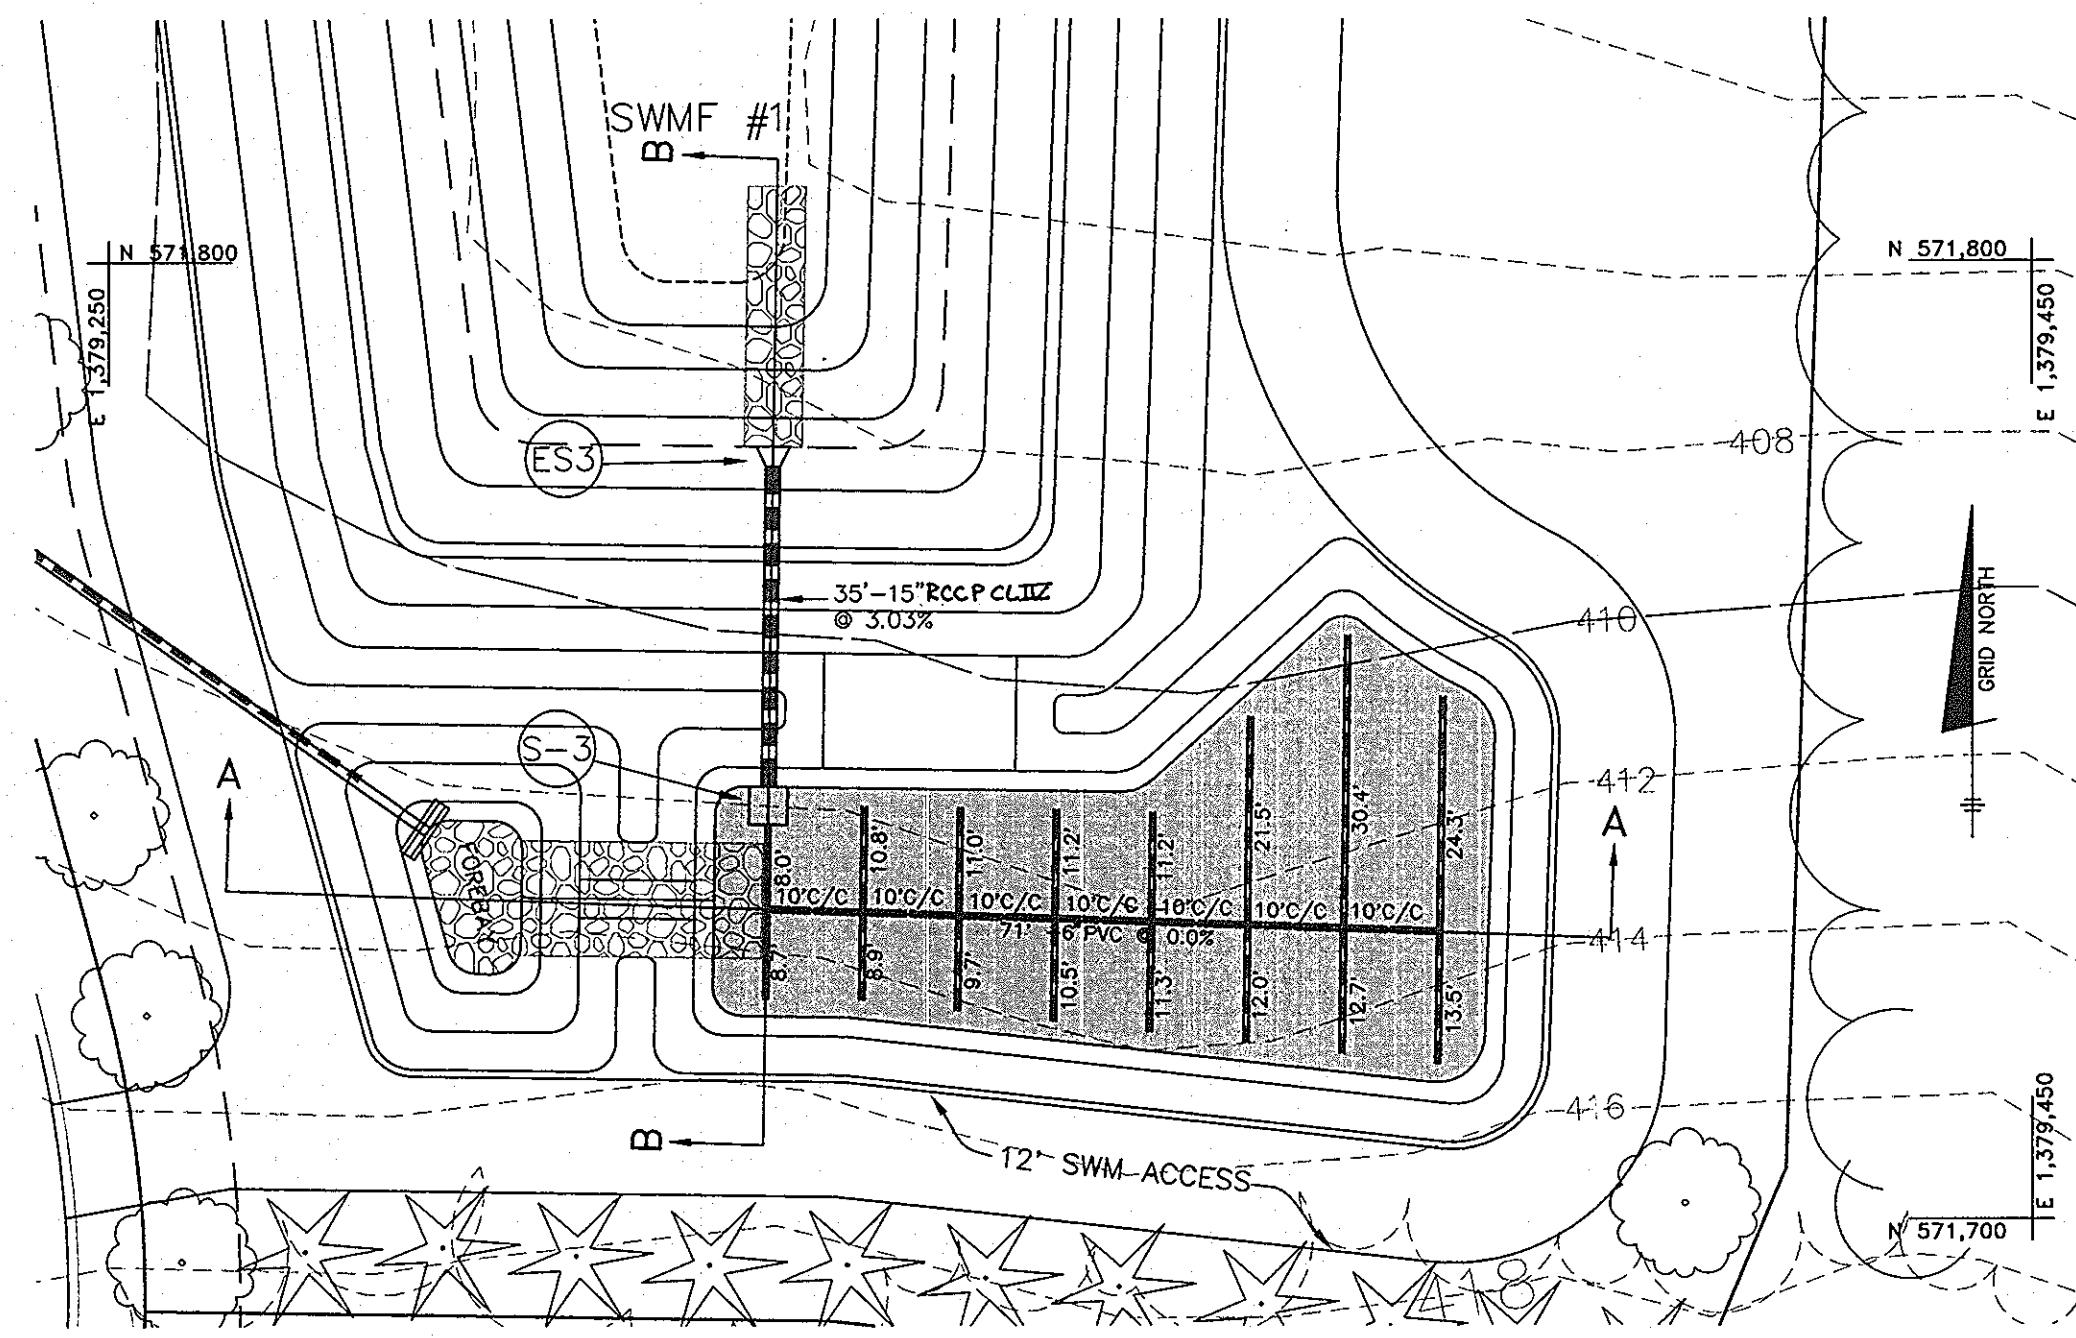 SWMF #1
B
N 571,800
E 1,379,250
N 571,800
E 1,379,450
408
ES3
35'-15" RCCP CL.IV
@ 3.03%
410
GRID NORTH
S-3
412
A
A
FOREBAY
8.0'
10.8'
11.0'
11.2'
11.2'
21.5'
30.4'
24.3'
10'C/C
10'C/C
10'C/C
10'C/C
10'C/C
10'C/C
10'C/C
71' 6" PVC @ 0.0%
414
8.7'
8.9'
9.7'
10.5'
11.3'
12.0'
12.7'
13.5'
416
B
12' SWM ACCESS
E 1,379,450
N 571,700
418